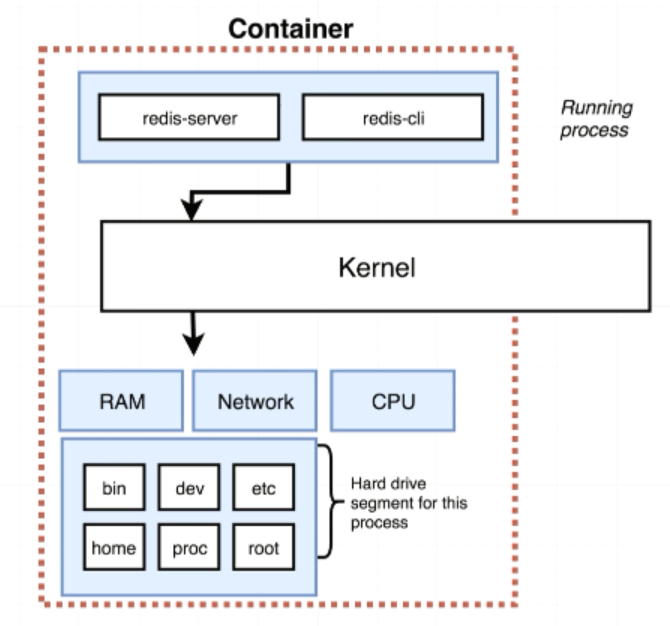 Container
redis-server
redis-cli
Running
process
Kernel
RAM
Network
CPU
bin
dev
etc
home
proc
root
Hard drive
segment for this
process